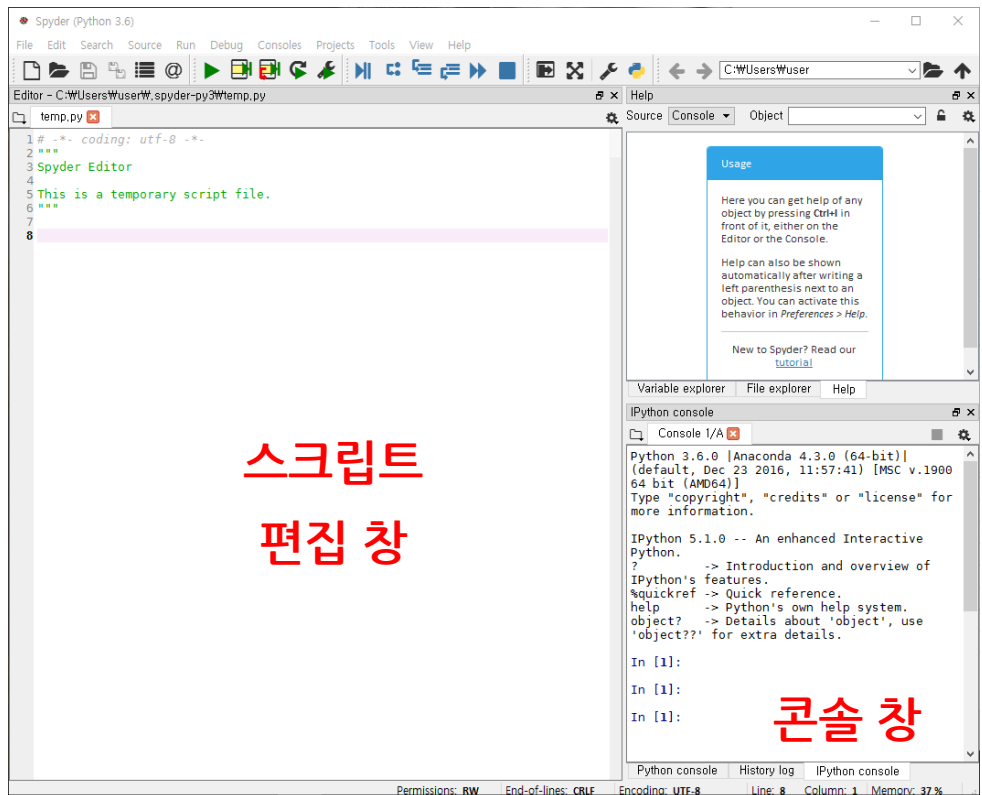 Spyder (Python 3.6)
File Edit Search Source Run Debug Consoles Projects Tools View Help
C:₩Users₩user
Editor - C:₩Users₩user₩.spyder-py3₩temp.py
temp.py
1 # -*- coding: utf-8 -*-
2 """
3 Spyder Editor
4
5 This is a temporary script file.
6 """
7
8
스크립트
편집 창
Help
Source Console Object
Usage
Here you can get help of any
object by pressing Ctrl+I in
front of it, either on the
Editor or the Console.
Help can also be shown
automatically after writing a
left parenthesis next to an
object. You can activate this
behavior in Preferences > Help.
New to Spyder? Read our
tutorial
Variable explorer File explorer Help
IPython console
Console 1/A
Python 3.6.0 |Anaconda 4.3.0 (64-bit)|
(default, Dec 23 2016, 11:57:41) [MSC v.1900
64 bit (AMD64)]
Type "copyright", "credits" or "license" for
more information.
IPython 5.1.0 -- An enhanced Interactive
Python.
? -> Introduction and overview of
IPython's features.
%quickref -> Quick reference.
help -> Python's own help system.
object? -> Details about 'object', use
'object??' for extra details.
In [1]:
In [1]:
In [1]:
콘솔 창
Python console History log IPython console
Permissions: RW End-of-lines: CRLF Encoding: UTF-8 Line: 8 Column: 1 Memory: 37 %